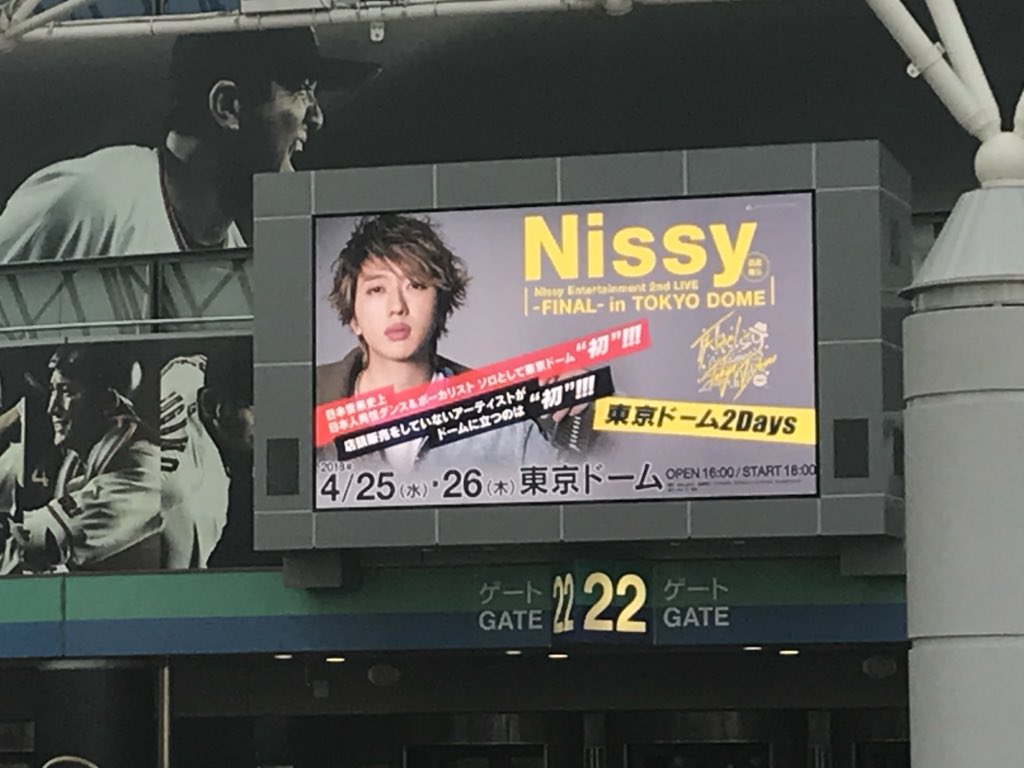 Nissy
Nissy Entertainment 2nd LIVE
-FINAL- in TOKYO DOME
日本音楽史上
日本人男性ダンス&ボーカリスト ソロとして東京ドーム“初”!!!
店頭販売をしていないアーティストが
ドームに立つのは“初”!!!
東京ドーム2Days
2018年
4/25(水)・26(木) 東京ドーム OPEN 16:00 / START 18:00
ゲート 22 22 ゲート
GATE GATE
4